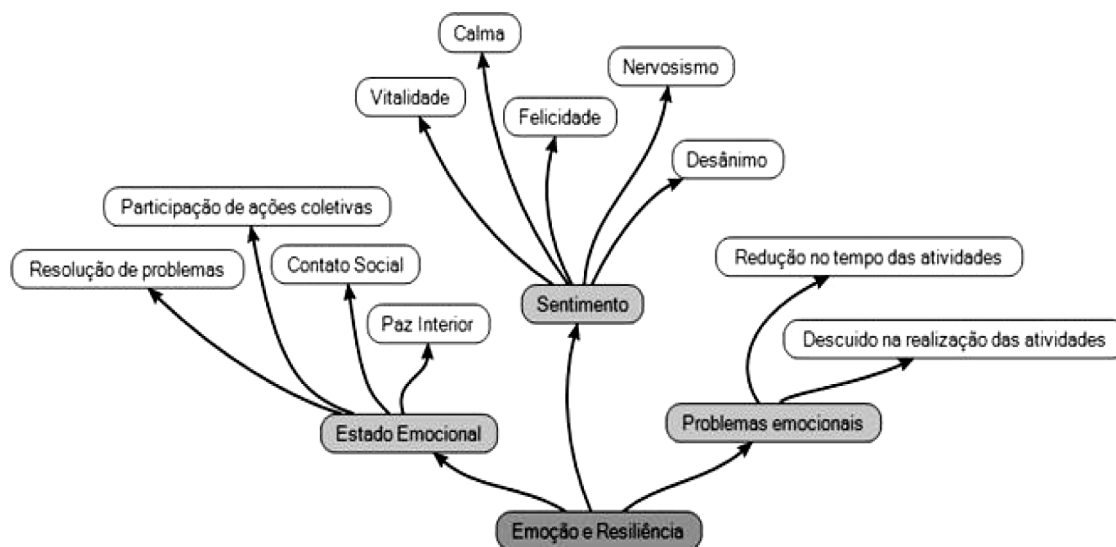 Calma
Nervosismo
Vitalidade
Felicidade
Desânimo
Participação de ações coletivas
Resolução de problemas
Contato Social
Paz Interior
Sentimento
Redução no tempo das atividades
Descuido na realização das atividades
Estado Emocional
Problemas emocionais
Emoção e Resiliência